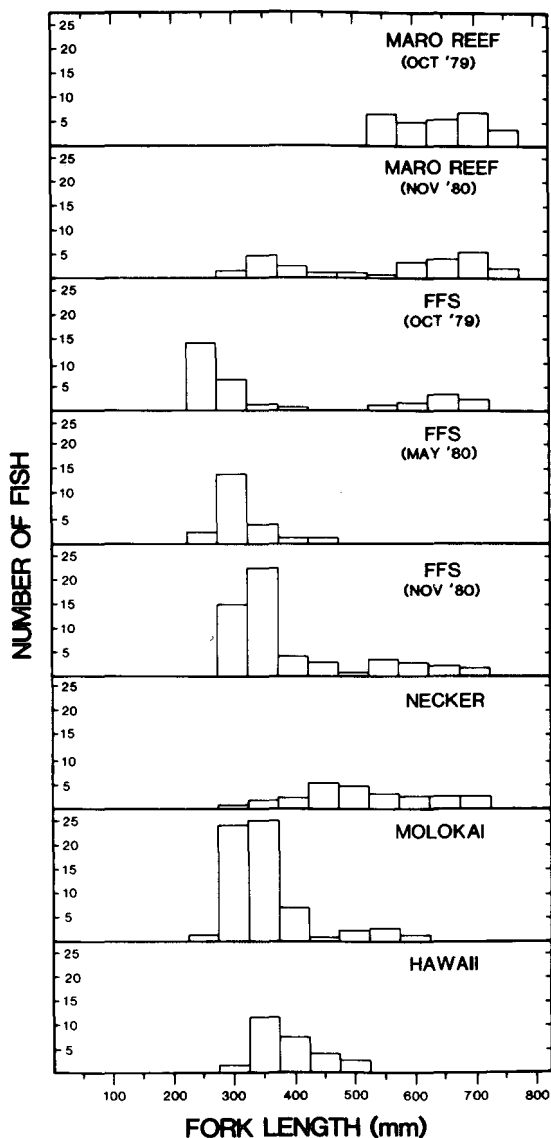 25
20
15
10
5
MARO REEF
(OCT '79)
25
20
15
10
5
MARO REEF
(NOV '80)
25
20
15
10
5
FFS
(OCT '79)
25
20
15
10
5
FFS
(MAY '80)
25
20
15
10
5
FFS
(NOV '80)
25
20
15
10
5
NECKER
25
20
15
10
5
MOLOKAI
25
20
15
10
5
HAWAII
NUMBER OF FISH
100 200 300 400 500 600 700 800
FORK LENGTH (mm)